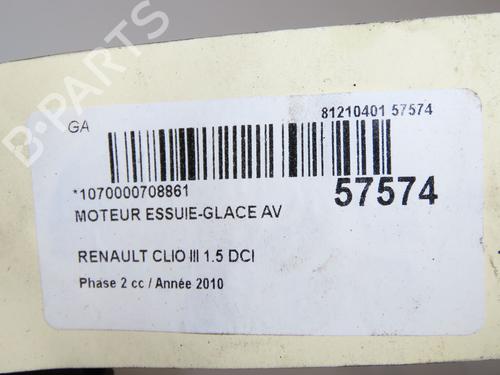 B-PARTS
81210401 57574
GA
*1070000708861
57574
MOTEUR ESSUIE-GLACE AV
RENAULT CLIO III 1.5 DCI
Phase 2 cc / Année 2010